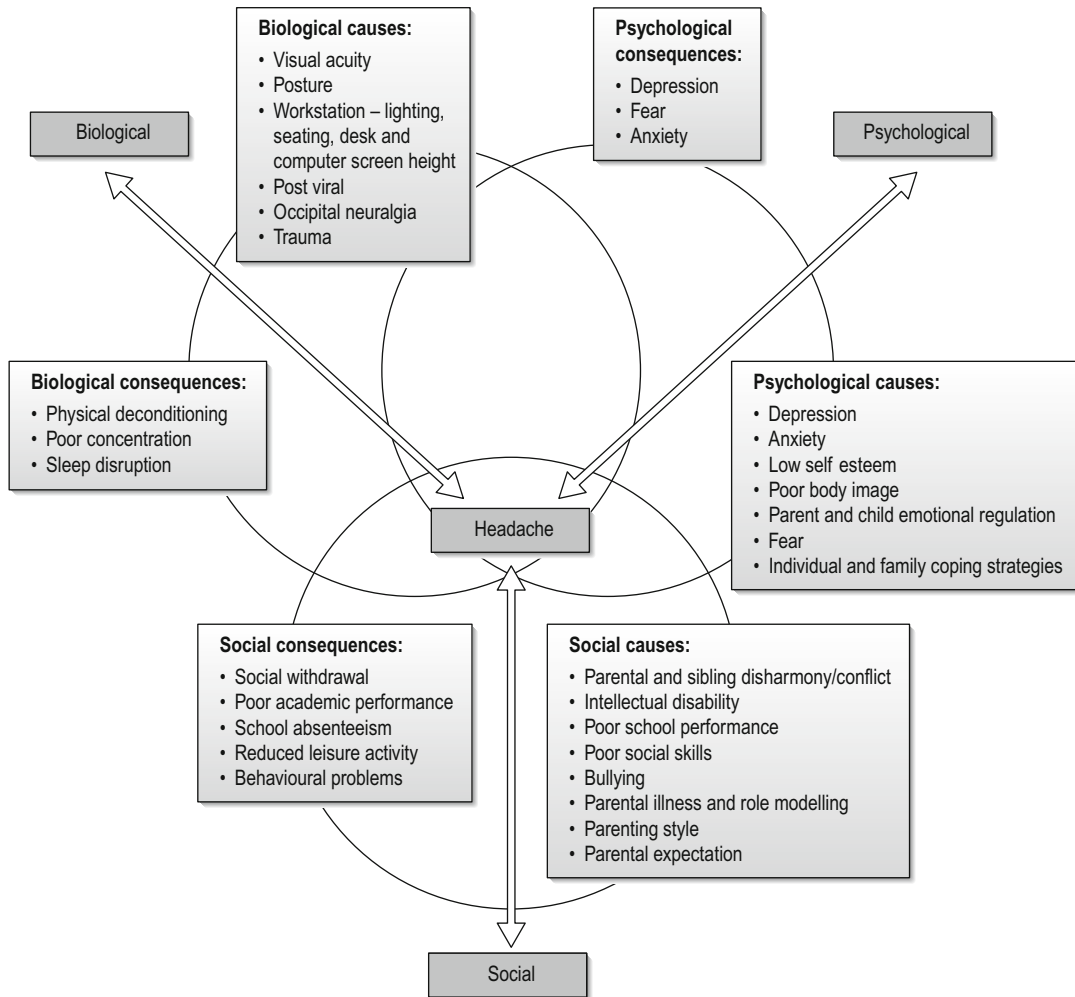 Biological causes:
• Visual acuity
• Posture
• Workstation – lighting,
seating, desk and
computer screen height
• Post viral
• Occipital neuralgia
• Trauma
Psychological
consequences:
• Depression
• Fear
• Anxiety
Biological
Psychological
Biological consequences:
• Physical deconditioning
• Poor concentration
• Sleep disruption
Psychological causes:
• Depression
• Anxiety
• Low self esteem
• Poor body image
• Parent and child emotional regulation
• Fear
• Individual and family coping strategies
Headache
Social consequences:
• Social withdrawal
• Poor academic performance
• School absenteeism
• Reduced leisure activity
• Behavioural problems
Social causes:
• Parental and sibling disharmony/conflict
• Intellectual disability
• Poor school performance
• Poor social skills
• Bullying
• Parental illness and role modelling
• Parenting style
• Parental expectation
Social